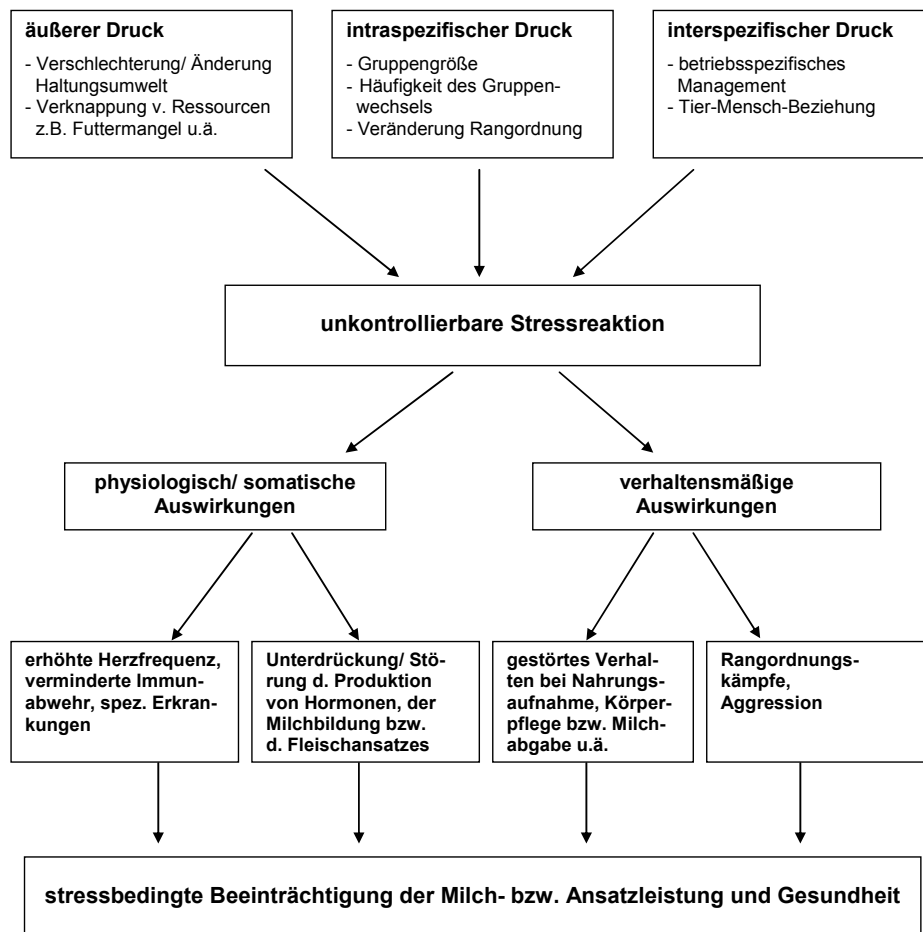 äußerer Druck
- Verschlechterung/ Änderung
Haltungsumwelt
- Verknappung v. Ressourcen
z.B. Futtermangel u.ä.
intraspezifischer Druck
- Gruppengröße
- Häufigkeit des Gruppen-
wechsels
- Veränderung Rangordnung
interspezifischer Druck
- betriebsspezifisches
Management
- Tier-Mensch-Beziehung
unkontrollierbare Stressreaktion
physiologisch/ somatische
Auswirkungen
verhaltensmäßige
Auswirkungen
erhöhte Herzfrequenz,
verminderte Immun-
abwehr, spez. Erkran-
kungen
Unterdrückung/ Stö-
rung d. Produktion
von Hormonen, der
Milchbildung bzw.
d. Fleischansatzes
gestörtes Verhal-
ten bei Nahrungs-
aufnahme, Körper-
pflege bzw. Milch-
abgabe u.ä.
Rangordnungs-
kämpfe,
Aggression
stressbedingte Beeinträchtigung der Milch- bzw. Ansatzleistung und Gesundheit